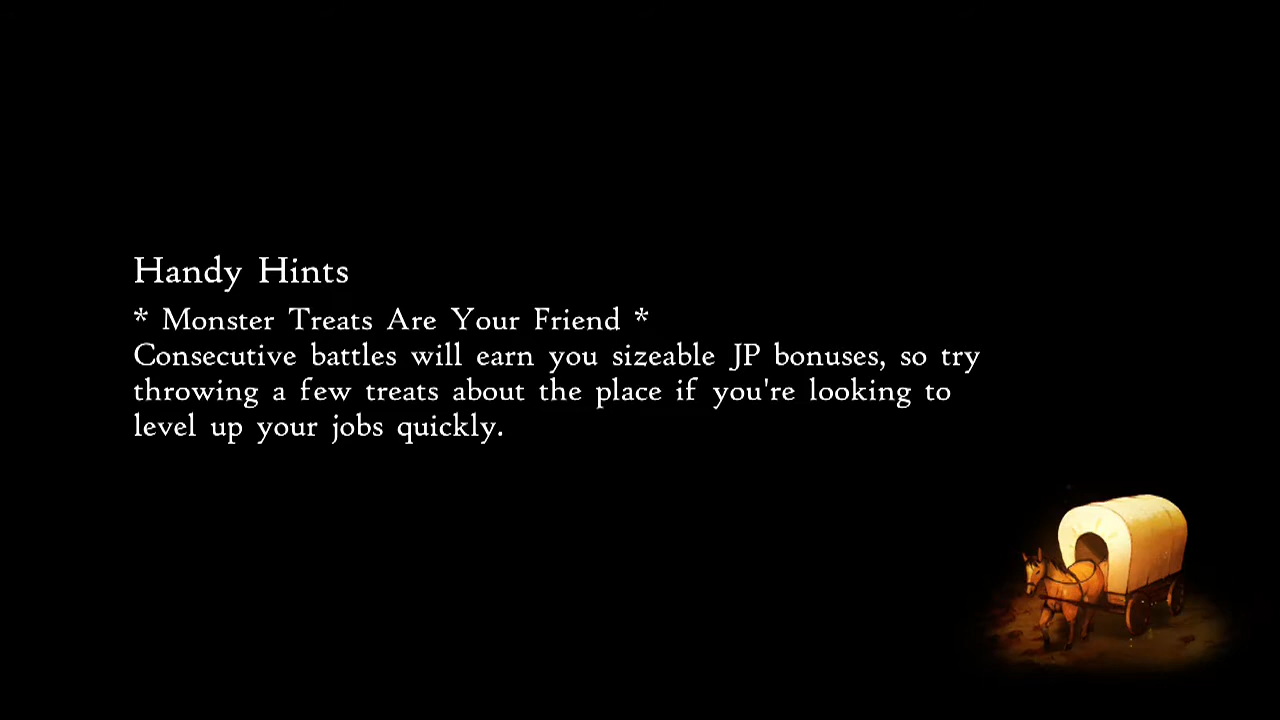 Handy Hints
* Monster Treats Are Your Friend *
Consecutive battles will earn you sizeable JP bonuses, so try
throwing a few treats about the place if you're looking to
level up your jobs quickly.